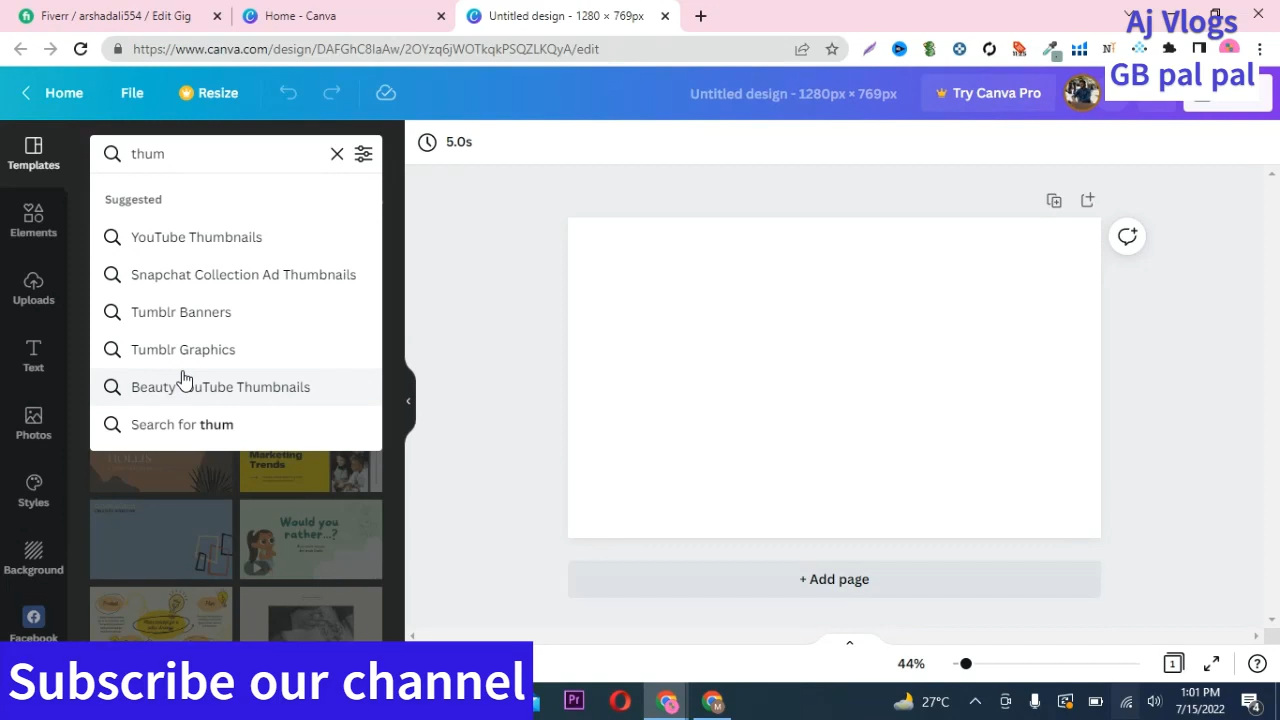 Fiverr / arshadali554 / Edit Gig
Home - Canva
Untitled design - 1280 × 769px
Aj Vlogs
https://www.canva.com/design/DAFGhC8IaAw/2OYzq6jWOTkqkPSQZLKQyA/edit
GB pal pal
Home
File
Resize
Untitled design - 1280px × 769px
Try Canva Pro
Templates
thum
5.0s
Suggested
YouTube Thumbnails
Elements
Snapchat Collection Ad Thumbnails
Uploads
Tumblr Banners
Tumblr Graphics
Text
Beauty YouTube Thumbnails
Search for thum
Photos
Marketing
Trends
Styles
Would you
rather...?
Background
+ Add page
Facebook
44%
1
Subscribe our channel
Pr
27°C
1:01 PM
7/15/2022
4